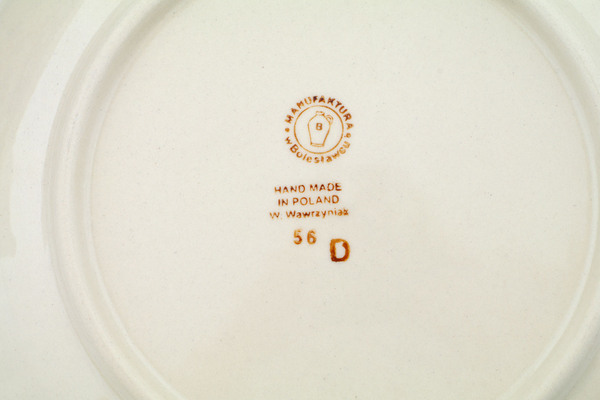 MANUFAKTURA
w Bolesławcu
B
HAND MADE
IN POLAND
W. Wawrzyniak
56
D